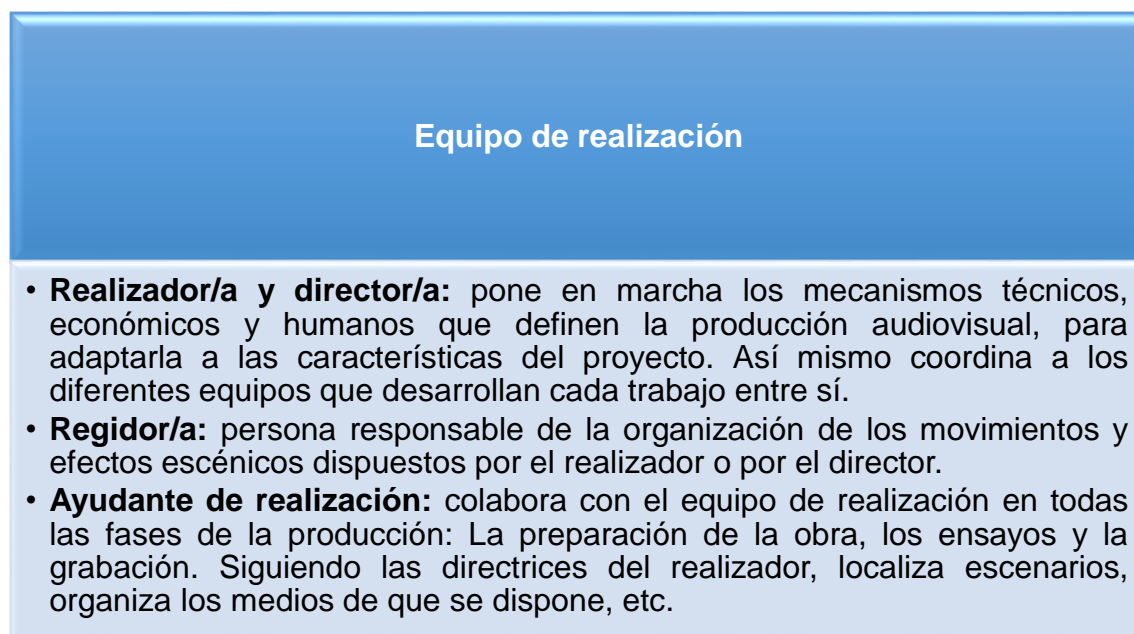 Equipo de realización
• Realizador/a y director/a: pone en marcha los mecanismos técnicos,
económicos y humanos que definen la producción audiovisual, para
adaptarla a las características del proyecto. Así mismo coordina a los
diferentes equipos que desarrollan cada trabajo entre sí.
• Regidor/a: persona responsable de la organización de los movimientos y
efectos escénicos dispuestos por el realizador o por el director.
• Ayudante de realización: colabora con el equipo de realización en todas
las fases de la producción: La preparación de la obra, los ensayos y la
grabación. Siguiendo las directrices del realizador, localiza escenarios,
organiza los medios de que se dispone, etc.